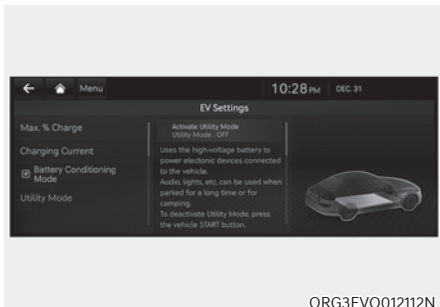 Menu
10:28 PM DEC. 31
EV Settings
Max. % Charge
Charging Current
Battery Conditioning
Mode
Utility Mode
Activate Utility Mode
Utility Mode : OFF
Uses the high-voltage battery to
power electonic devices connected
to the vehicle.
Audio, lights, etc. can be used when
parked for a long time or for
camping.
To deactivate Utility Mode, press
the vehicle START button.
ORG3EVQ012112N